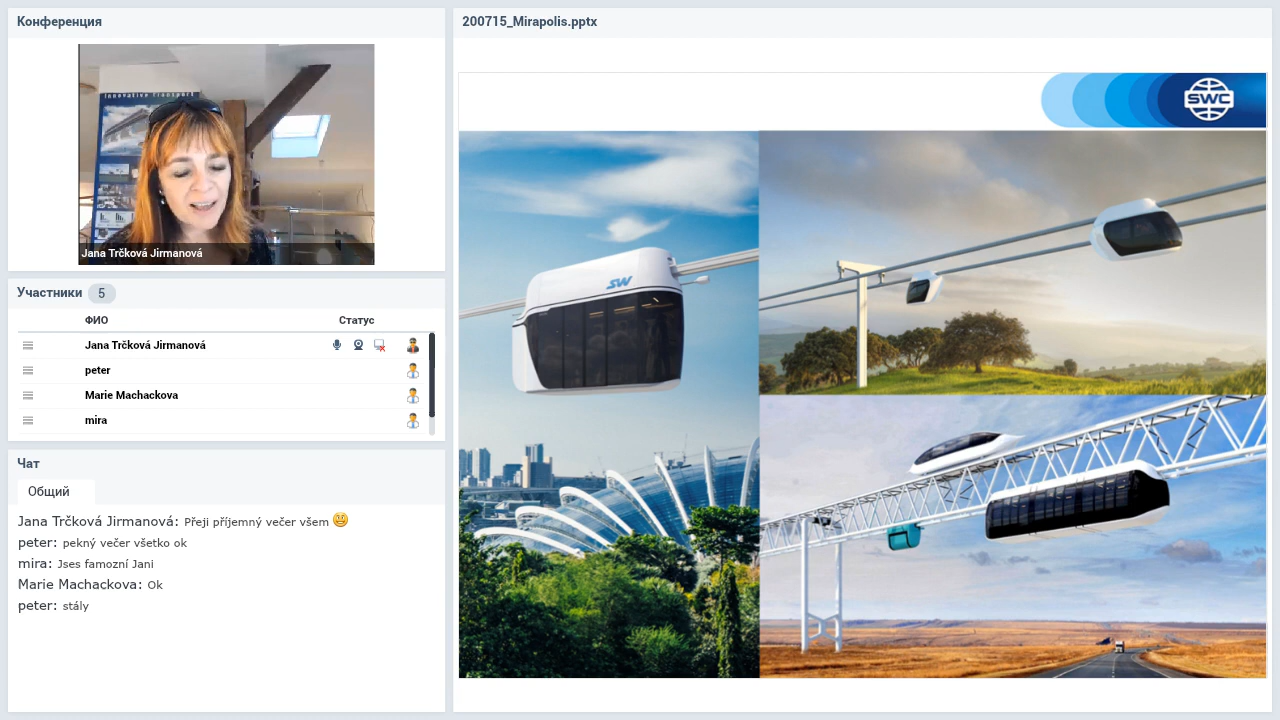 Конференция
Innovative Transport
Jana Trčková Jirmanová
Участники 5
ФИО Статус
Jana Trčková Jirmanová
peter
Marie Machackova
mira
Чат
Общий
Jana Trčková Jirmanová: Přeji příjemný večer všem
peter: pekný večer všetko ok
mira: Jses famozní Jani
Marie Machackova: Ok
peter: stály
200715_Mirapolis.pptx
SWC
SW